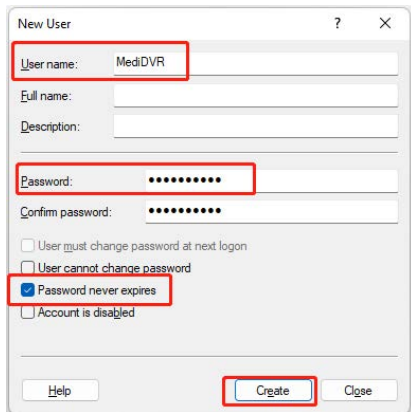 New User ? ×
User name: MediDVR
Full name:
Description:
Password: ●●●●●●●●●●
Confirm password: ●●●●●●●●●●
User must change password at next logon
User cannot change password
Password never expires
Account is disabled
Help Create Close